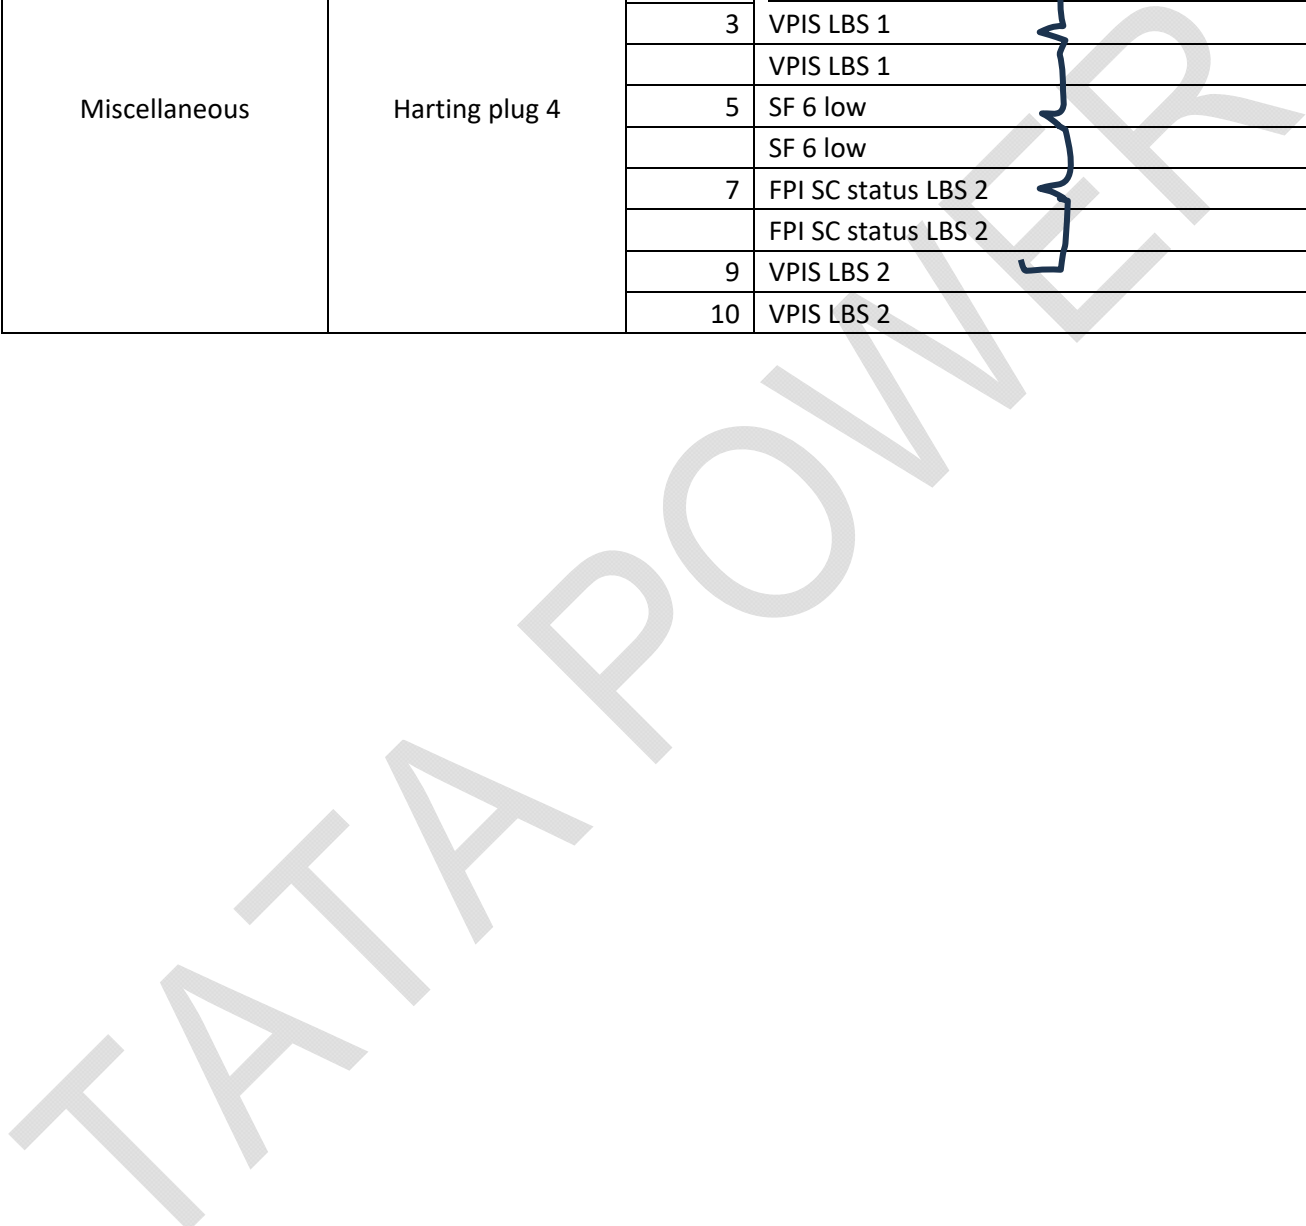 3 VPIS LBS 1
VPIS LBS 1
Miscellaneous Harting plug 4 5 SF 6 low
SF 6 low
7 FPI SC status LBS 2
FPI SC status LBS 2
9 VPIS LBS 2
10 VPIS LBS 2
TATA POWER